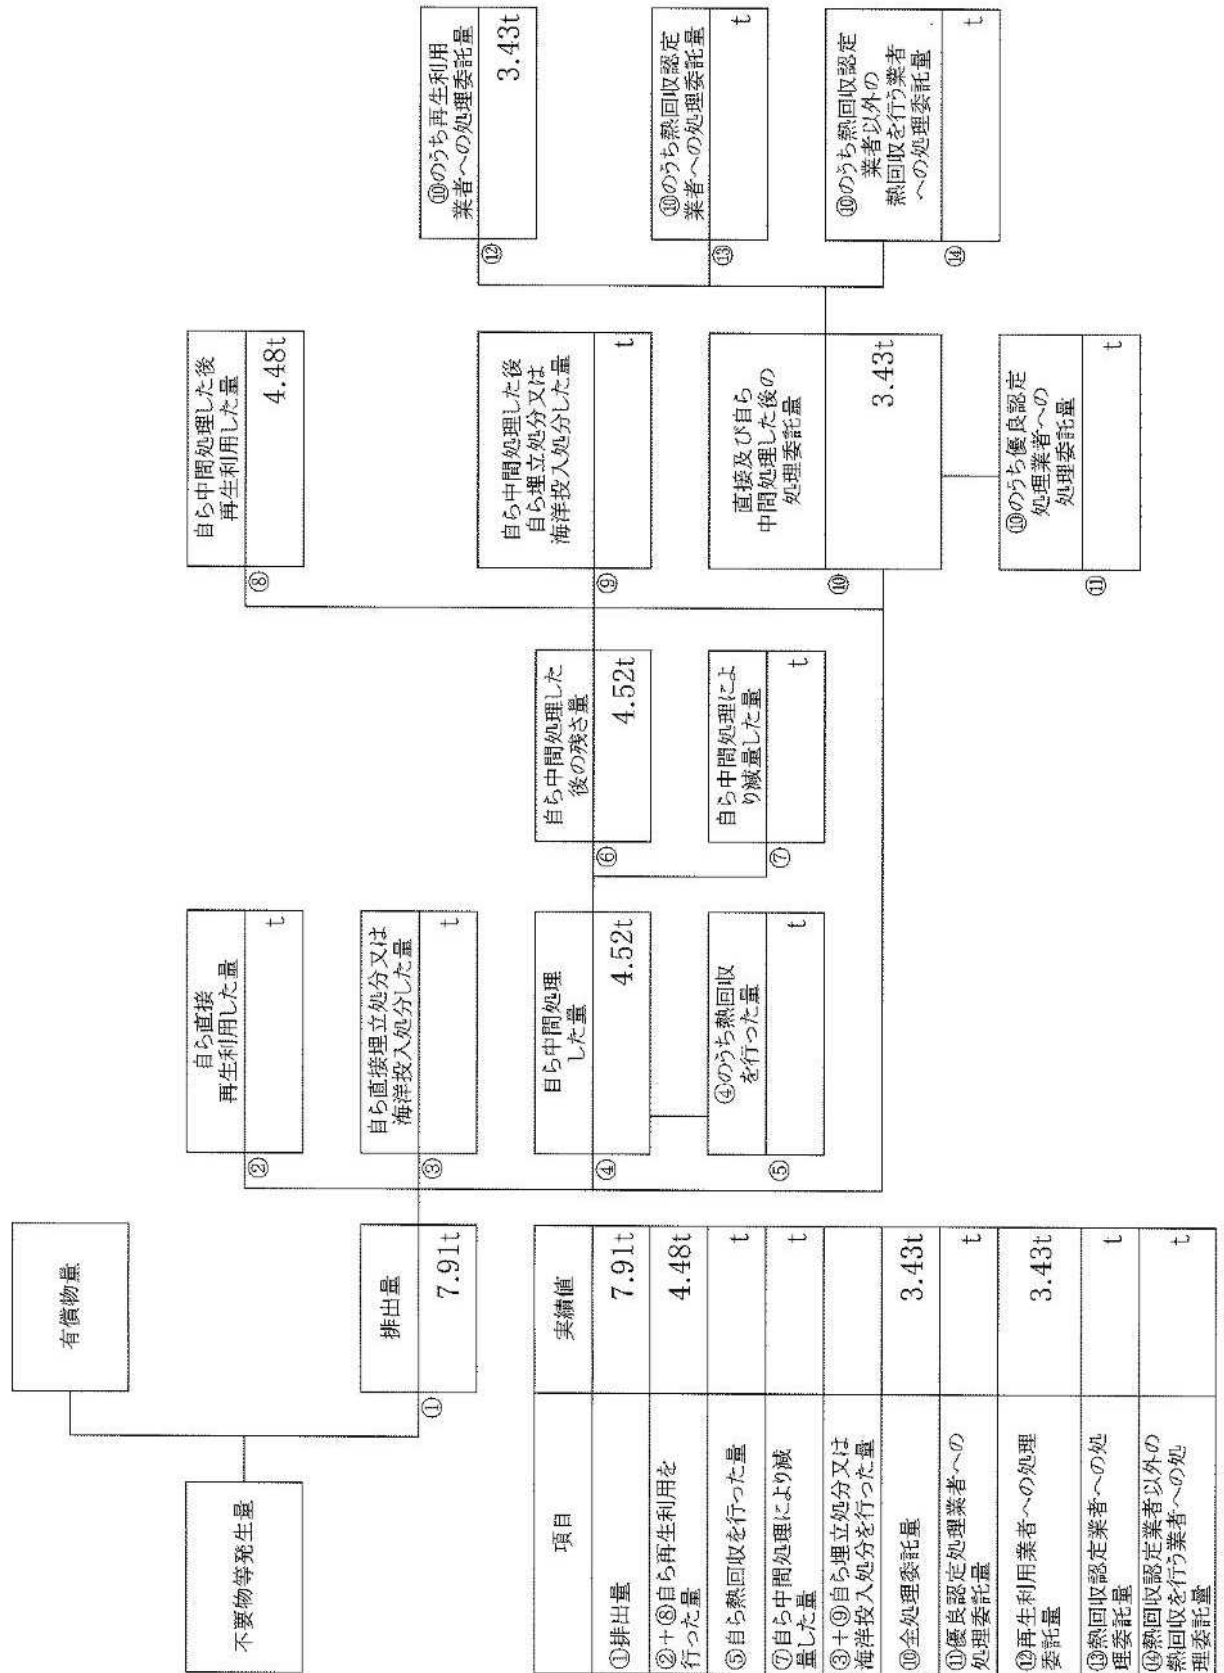 不要物等発生量
有償物量
排出量
①
7.91t
自ら直接
再生利用した量
②
t
自ら直接埋立処分又は
海洋投入処分した量
③
t
自ら中間処理
した量
④
4.52t
④のうち熱回収
を行った量
⑤
t
自ら中間処理した
後の残さ量
⑥
4.52t
自ら中間処理によ
り減量した量
⑦
t
自ら中間処理した後
再生利用した量
⑧
4.48t
自ら中間処理した後
自ら埋立処分又は
海洋投入処分した量
⑨
t
直接及び自ら
中間処理した後の
処理委託量
⑩
3.43t
⑩のうち優良認定
処理業者への
処理委託量
⑪
t
⑩のうち再生利用
業者への処理委託量
⑫
3.43t
⑩のうち熱回収認定
業者への処理委託量
⑬
t
⑩のうち熱回収認定
業者以外の
熱回収を行う業者
への処理委託量
⑭
t
項目 実績値
①排出量 7.91t
②+⑧自ら再生利用を
行った量 4.48t
⑤自ら熱回収を行った量 t
⑦自ら中間処理により減
量した量 t
③+⑨自ら埋立処分又は
海洋投入処分を行った量
⑩全処理委託量 3.43t
⑪優良認定処理業者への
処理委託量 t
⑫再生利用業者への処理
委託量 3.43t
⑬熱回収認定業者への処
理委託量 t
⑭熱回収認定業者以外の
熱回収を行う業者への処
理委託量 t